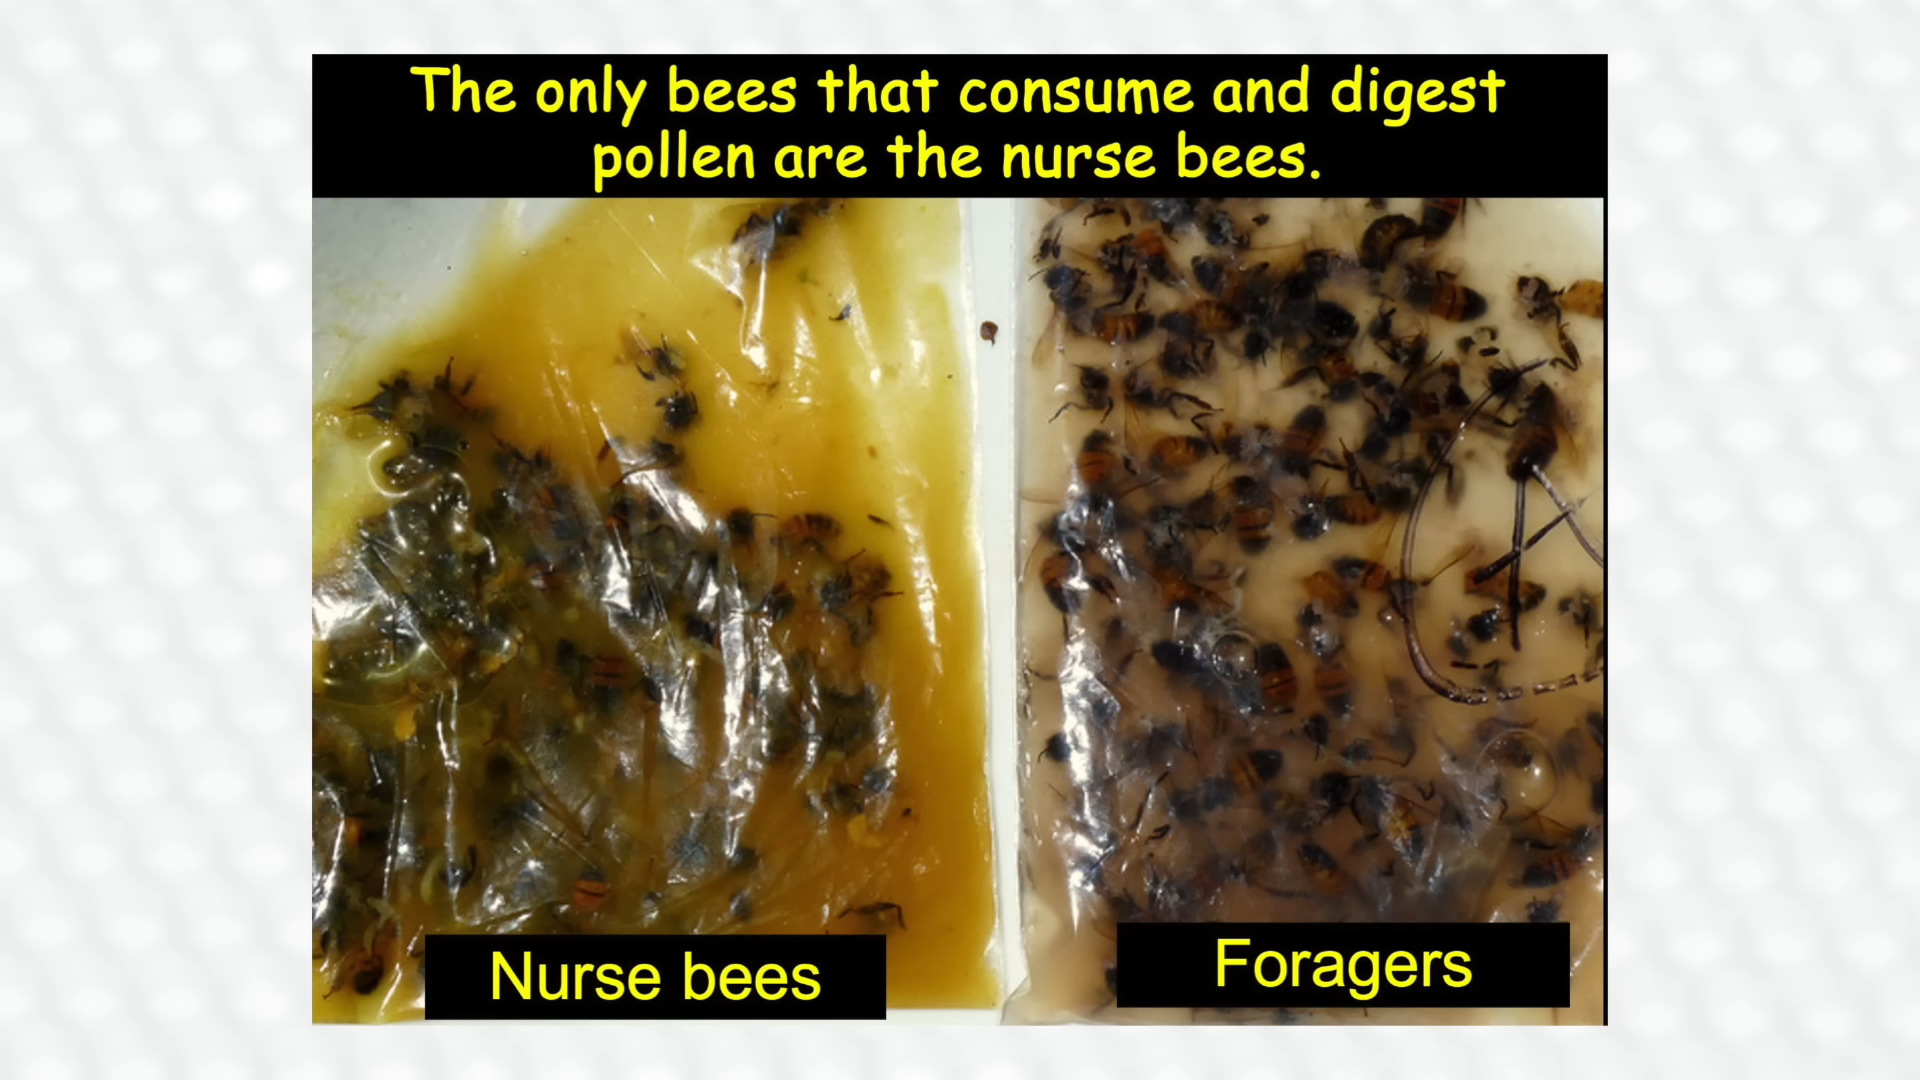 The only bees that consume and digest
pollen are the nurse bees.
Nurse bees
Foragers